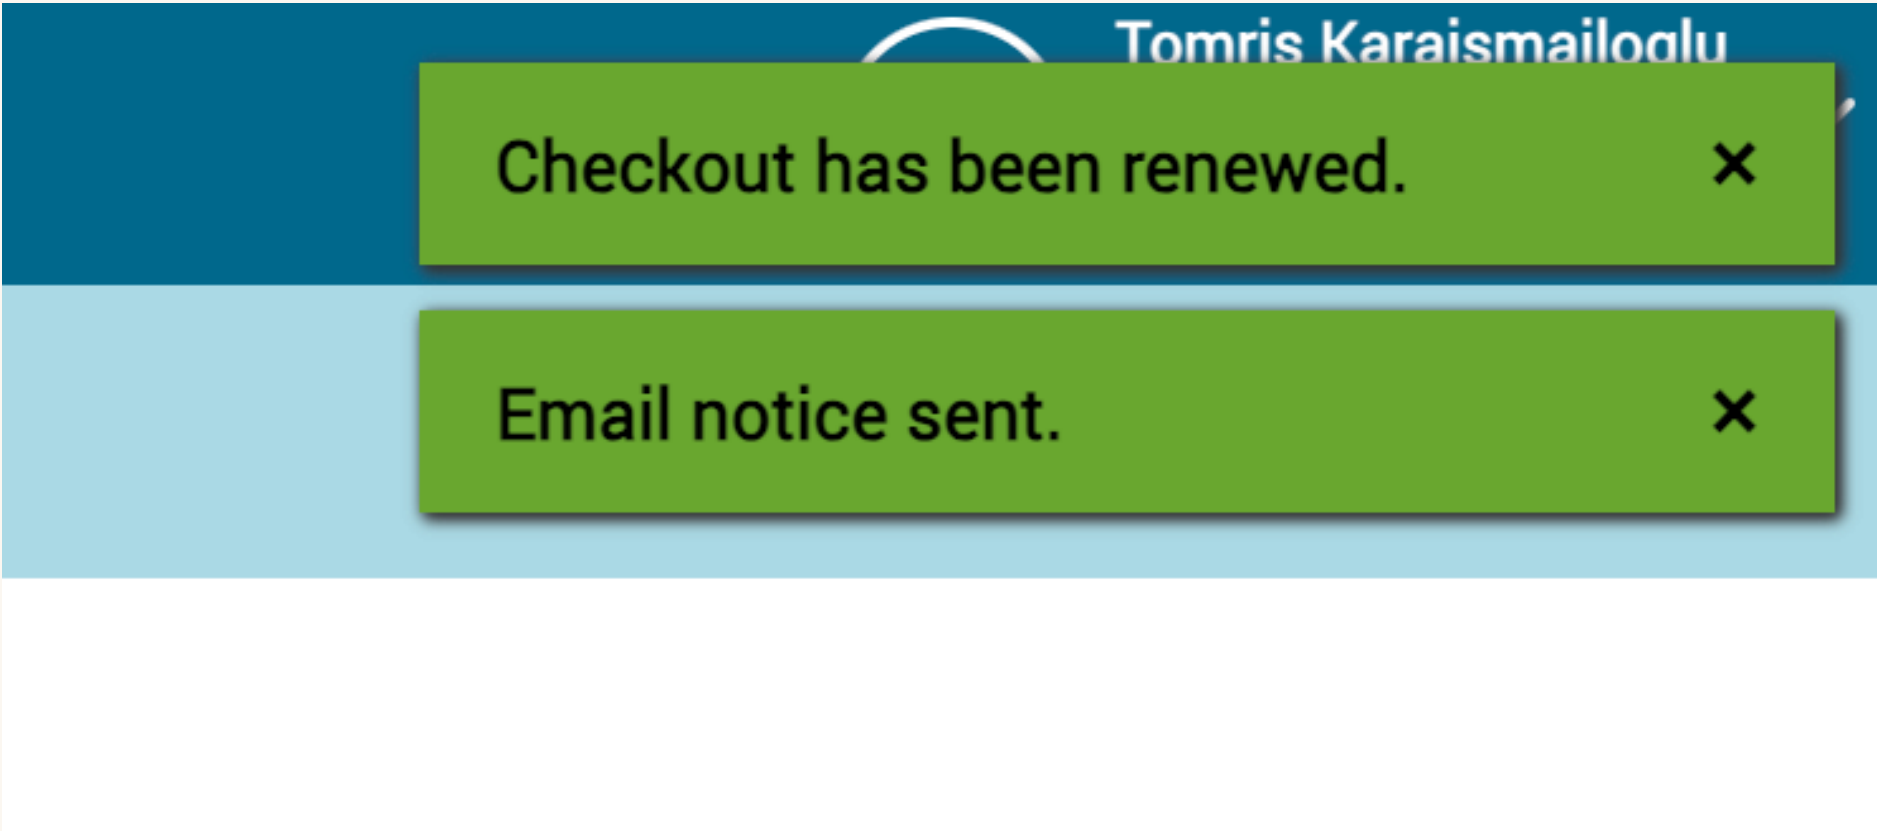 Tomris Karaismailoglu
Checkout has been renewed.
Email notice sent.